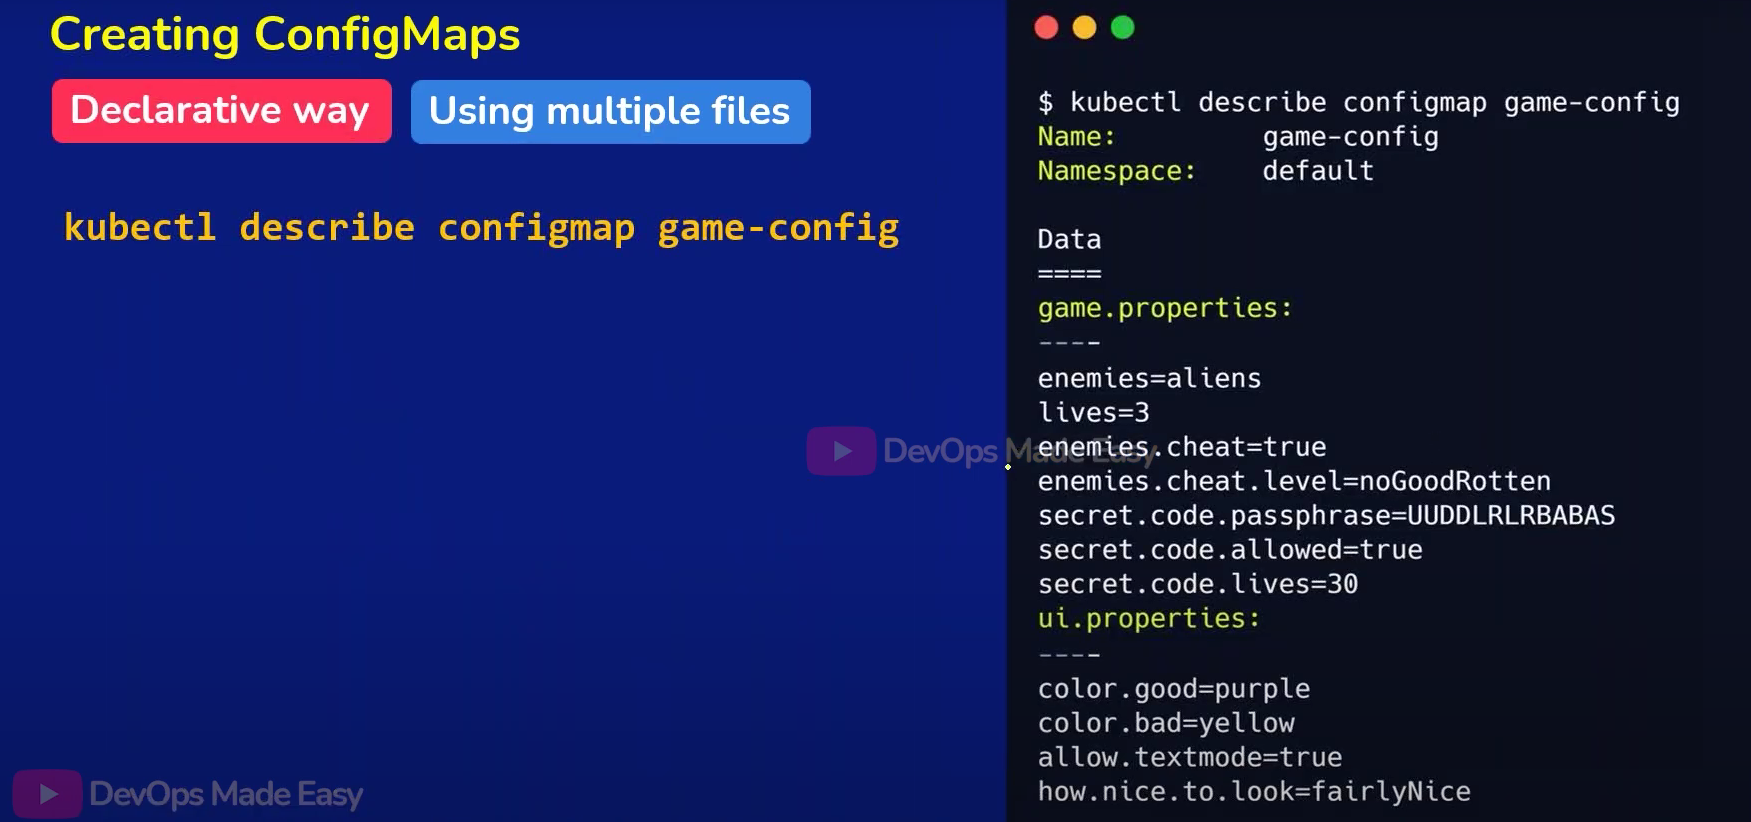 Creating ConfigMaps
Declarative way
Using multiple files
kubectl describe configmap game-config
$ kubectl describe configmap game-config
Name: game-config
Namespace: default
Data
====
game.properties:
----
enemies=aliens
lives=3
enemies.cheat=true
enemies.cheat.level=noGoodRotten
secret.code.passphrase=UUDDLRLRBABAS
secret.code.allowed=true
secret.code.lives=30
ui.properties:
----
color.good=purple
color.bad=yellow
allow.textmode=true
how.nice.to.look=fairlyNice
DevOps Made Easy
DevOps Made Easy